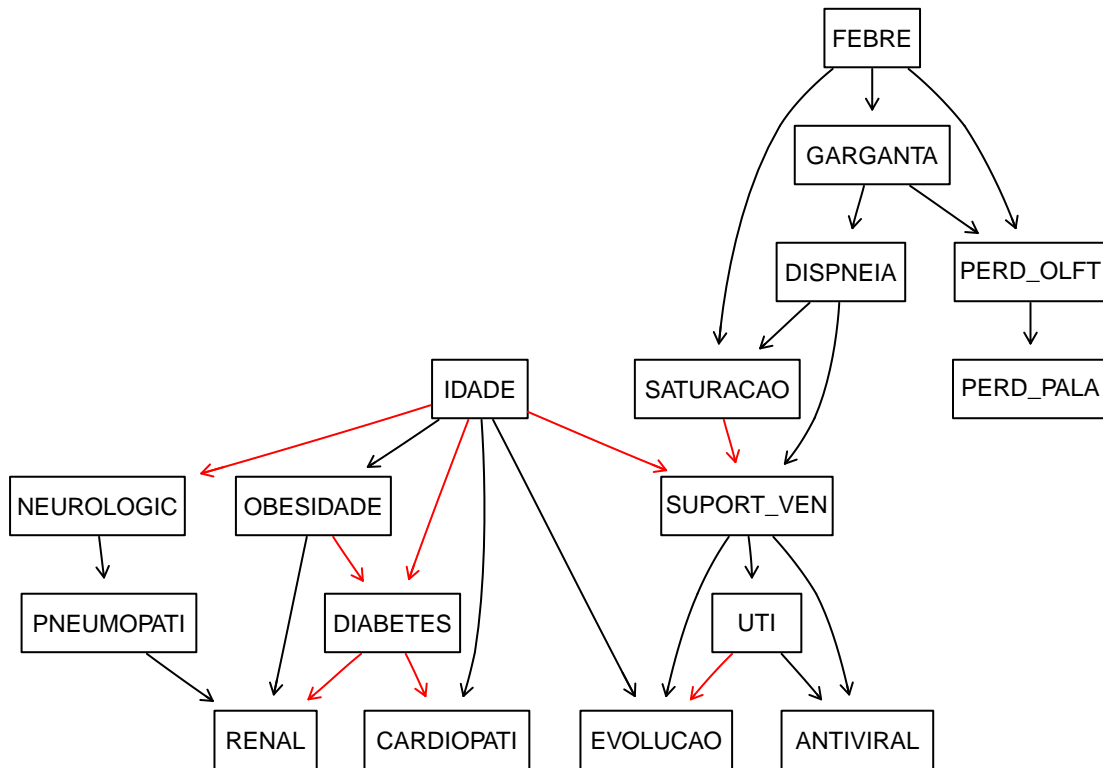 FEBRE
GARGANTA
DISPNEIA
PERD_OLFT
IDADE
SATURACAO
PERD_PALA
NEUROLOGIC
OBESIDADE
SUPORT_VEN
PNEUMOPATI
DIABETES
UTI
RENAL
CARDIOPATI
EVOLUCAO
ANTIVIRAL